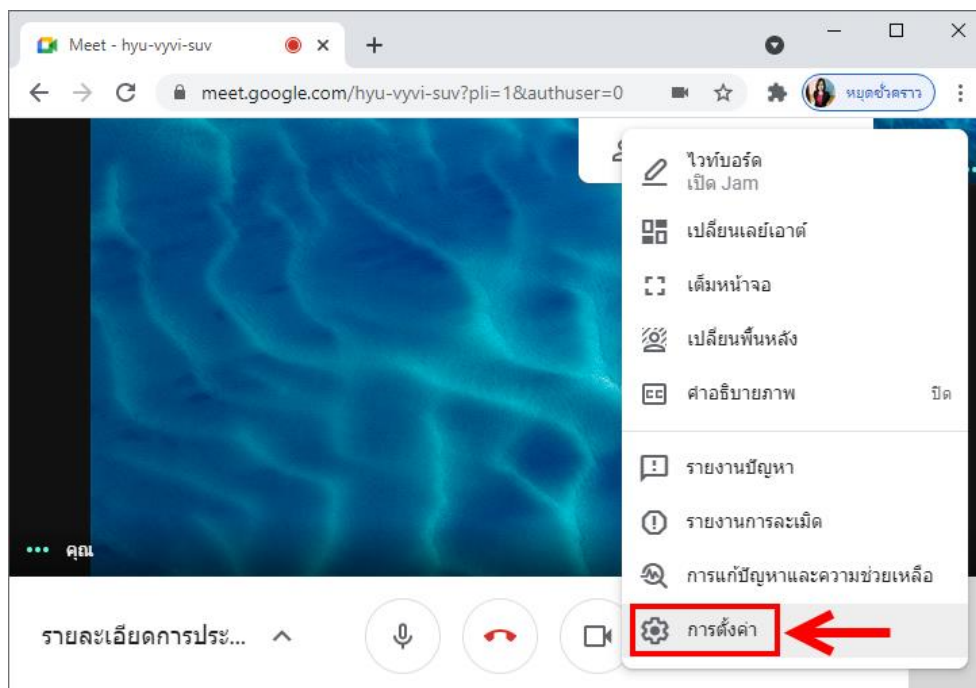 Meet - hyu-vyvi-suv
meet.google.com/hyu-vyvi-suv?pli=1&authuser=0
หยุดชั่วคราว
ไวท์บอร์ด
เปิด Jam
เปลี่ยนเลย์เอาต์
เต็มหน้าจอ
เปลี่ยนพื้นหลัง
CC คำอธิบายภาพ ปิด
รายงานปัญหา
รายงานการละเมิด
คุณ
การแก้ปัญหาและความช่วยเหลือ
การตั้งค่า
รายละเอียดการประ...